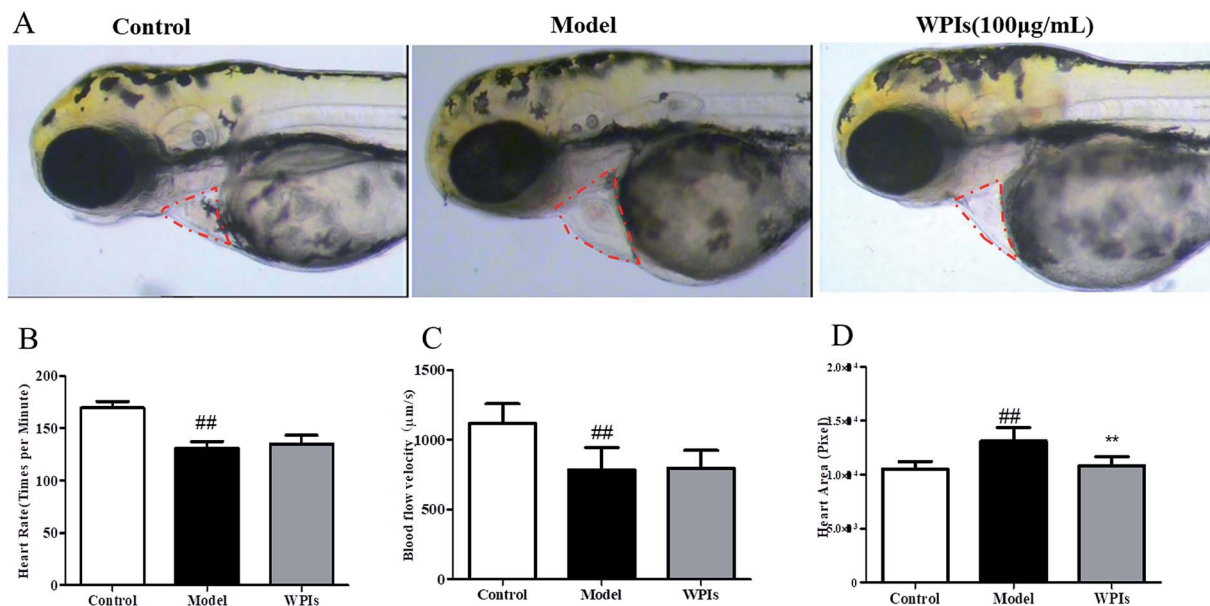 A
Control
Model
WPIs(100μg/mL)
B
Heart Rate(Times per Minute)
200
150
100
50
0
##
Control
Model
WPIs
C
Blood flow velocity (μm/s)
1500
1000
500
0
##
Control
Model
WPIs
D
Heart Area (Pixel)
0
##
**
Control
Model
WPIs